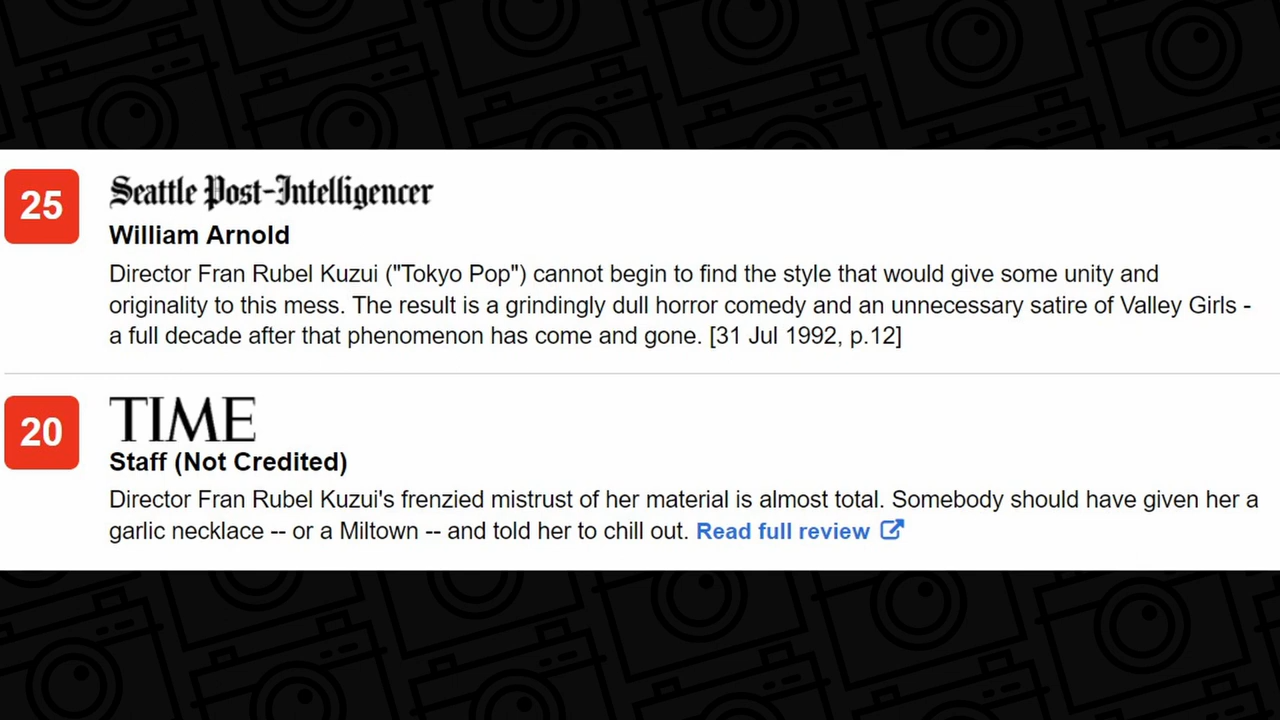 25
Seattle Post-Intelligencer
William Arnold
Director Fran Rubel Kuzui ("Tokyo Pop") cannot begin to find the style that would give some unity and
originality to this mess. The result is a grindingly dull horror comedy and an unnecessary satire of Valley Girls -
a full decade after that phenomenon has come and gone. [31 Jul 1992, p.12]
20
TIME
Staff (Not Credited)
Director Fran Rubel Kuzui's frenzied mistrust of her material is almost total. Somebody should have given her a
garlic necklace -- or a Miltown -- and told her to chill out. Read full review